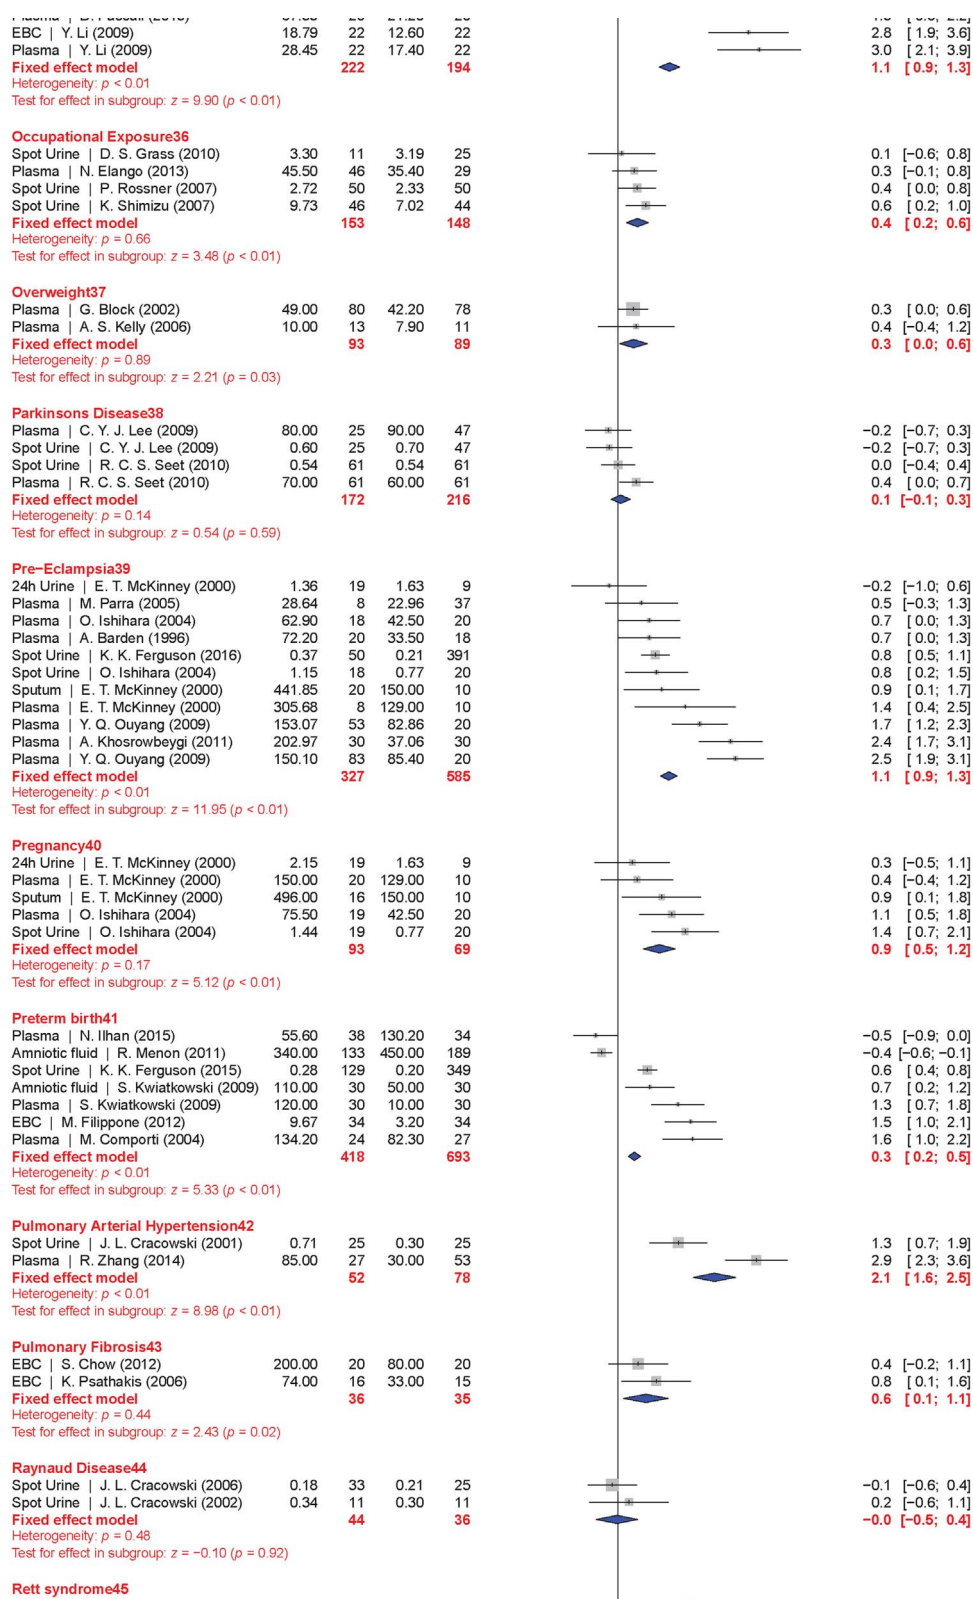 EBC | Y. Li (2009) 18.79 22 12.60 22 2.8 [ 1.9; 3.6]
Plasma | Y. Li (2009) 28.45 22 17.40 22 3.0 [ 2.1; 3.9]
Fixed effect model 222 194 1.1 [ 0.9; 1.3]
Heterogeneity: p < 0.01
Test for effect in subgroup: z = 9.90 (p < 0.01)
Occupational Exposure36
Spot Urine | D. S. Grass (2010) 3.30 11 3.19 25 0.1 [−0.6; 0.8]
Plasma | N. Elango (2013) 45.50 46 35.40 29 0.3 [−0.1; 0.8]
Spot Urine | P. Rossner (2007) 2.72 50 2.33 50 0.4 [ 0.0; 0.8]
Spot Urine | K. Shimizu (2007) 9.73 46 7.02 44 0.6 [ 0.2; 1.0]
Fixed effect model 153 148 0.4 [ 0.2; 0.6]
Heterogeneity: p = 0.66
Test for effect in subgroup: z = 3.48 (p < 0.01)
Overweight37
Plasma | G. Block (2002) 49.00 80 42.20 78 0.3 [ 0.0; 0.6]
Plasma | A. S. Kelly (2006) 10.00 13 7.90 11 0.4 [−0.4; 1.2]
Fixed effect model 93 89 0.3 [ 0.0; 0.6]
Heterogeneity: p = 0.89
Test for effect in subgroup: z = 2.21 (p = 0.03)
Parkinsons Disease38
Plasma | C. Y. J. Lee (2009) 80.00 25 90.00 47 −0.2 [−0.7; 0.3]
Spot Urine | C. Y. J. Lee (2009) 0.60 25 0.70 47 −0.2 [−0.7; 0.3]
Spot Urine | R. C. S. Seet (2010) 0.54 61 0.54 61 0.0 [−0.4; 0.4]
Plasma | R. C. S. Seet (2010) 70.00 61 60.00 61 0.4 [ 0.0; 0.7]
Fixed effect model 172 216 0.1 [−0.1; 0.3]
Heterogeneity: p = 0.14
Test for effect in subgroup: z = 0.54 (p = 0.59)
Pre−Eclampsia39
24h Urine | E. T. McKinney (2000) 1.36 19 1.63 9 −0.2 [−1.0; 0.6]
Plasma | M. Parra (2005) 28.64 8 22.96 37 0.5 [−0.3; 1.3]
Plasma | O. Ishihara (2004) 62.90 18 42.50 20 0.7 [ 0.0; 1.3]
Plasma | A. Barden (1996) 72.20 20 33.50 18 0.7 [ 0.0; 1.3]
Spot Urine | K. K. Ferguson (2016) 0.37 50 0.21 391 0.8 [ 0.5; 1.1]
Spot Urine | O. Ishihara (2004) 1.15 18 0.77 20 0.8 [ 0.2; 1.5]
Sputum | E. T. McKinney (2000) 441.85 20 150.00 10 0.9 [ 0.1; 1.7]
Plasma | E. T. McKinney (2000) 305.68 8 129.00 10 1.4 [ 0.4; 2.5]
Plasma | Y. Q. Ouyang (2009) 153.07 53 82.86 20 1.7 [ 1.2; 2.3]
Plasma | A. Khosrowbeygi (2011) 202.97 30 37.06 30 2.4 [ 1.7; 3.1]
Plasma | Y. Q. Ouyang (2009) 150.10 83 85.40 20 2.5 [ 1.9; 3.1]
Fixed effect model 327 585 1.1 [ 0.9; 1.3]
Heterogeneity: p < 0.01
Test for effect in subgroup: z = 11.95 (p < 0.01)
Pregnancy40
24h Urine | E. T. McKinney (2000) 2.15 19 1.63 9 0.3 [−0.5; 1.1]
Plasma | E. T. McKinney (2000) 150.00 20 129.00 10 0.4 [−0.4; 1.2]
Sputum | E. T. McKinney (2000) 496.00 16 150.00 10 0.9 [ 0.1; 1.8]
Plasma | O. Ishihara (2004) 75.50 19 42.50 20 1.1 [ 0.5; 1.8]
Spot Urine | O. Ishihara (2004) 1.44 19 0.77 20 1.4 [ 0.7; 2.1]
Fixed effect model 93 69 0.9 [ 0.5; 1.2]
Heterogeneity: p = 0.17
Test for effect in subgroup: z = 5.12 (p < 0.01)
Preterm birth41
Plasma | N. Ilhan (2015) 55.60 38 130.20 34 −0.5 [−0.9; 0.0]
Amniotic fluid | R. Menon (2011) 340.00 133 450.00 189 −0.4 [−0.6; −0.1]
Spot Urine | K. K. Ferguson (2015) 0.28 129 0.20 349 0.6 [ 0.4; 0.8]
Amniotic fluid | S. Kwiatkowski (2009) 110.00 30 50.00 30 0.7 [ 0.2; 1.2]
Plasma | S. Kwiatkowski (2009) 120.00 30 10.00 30 1.3 [ 0.7; 1.8]
EBC | M. Filippone (2012) 9.67 34 3.20 34 1.5 [ 1.0; 2.1]
Plasma | M. Comporti (2004) 134.20 24 82.30 27 1.6 [ 1.0; 2.2]
Fixed effect model 418 693 0.3 [ 0.2; 0.5]
Heterogeneity: p < 0.01
Test for effect in subgroup: z = 5.33 (p < 0.01)
Pulmonary Arterial Hypertension42
Spot Urine | J. L. Cracowski (2001) 0.71 25 0.30 25 1.3 [ 0.7; 1.9]
Plasma | R. Zhang (2014) 85.00 27 30.00 53 2.9 [ 2.3; 3.6]
Fixed effect model 52 78 2.1 [ 1.6; 2.5]
Heterogeneity: p < 0.01
Test for effect in subgroup: z = 8.98 (p < 0.01)
Pulmonary Fibrosis43
EBC | S. Chow (2012) 200.00 20 80.00 20 0.4 [−0.2; 1.1]
EBC | K. Psathakis (2006) 74.00 16 33.00 15 0.8 [ 0.1; 1.6]
Fixed effect model 36 35 0.6 [ 0.1; 1.1]
Heterogeneity: p = 0.44
Test for effect in subgroup: z = 2.43 (p = 0.02)
Raynaud Disease44
Spot Urine | J. L. Cracowski (2006) 0.18 33 0.21 25 −0.1 [−0.6; 0.4]
Spot Urine | J. L. Cracowski (2002) 0.34 11 0.30 11 0.2 [−0.6; 1.1]
Fixed effect model 44 36 −0.0 [−0.5; 0.4]
Heterogeneity: p = 0.48
Test for effect in subgroup: z = −0.10 (p = 0.92)
Rett syndrome45